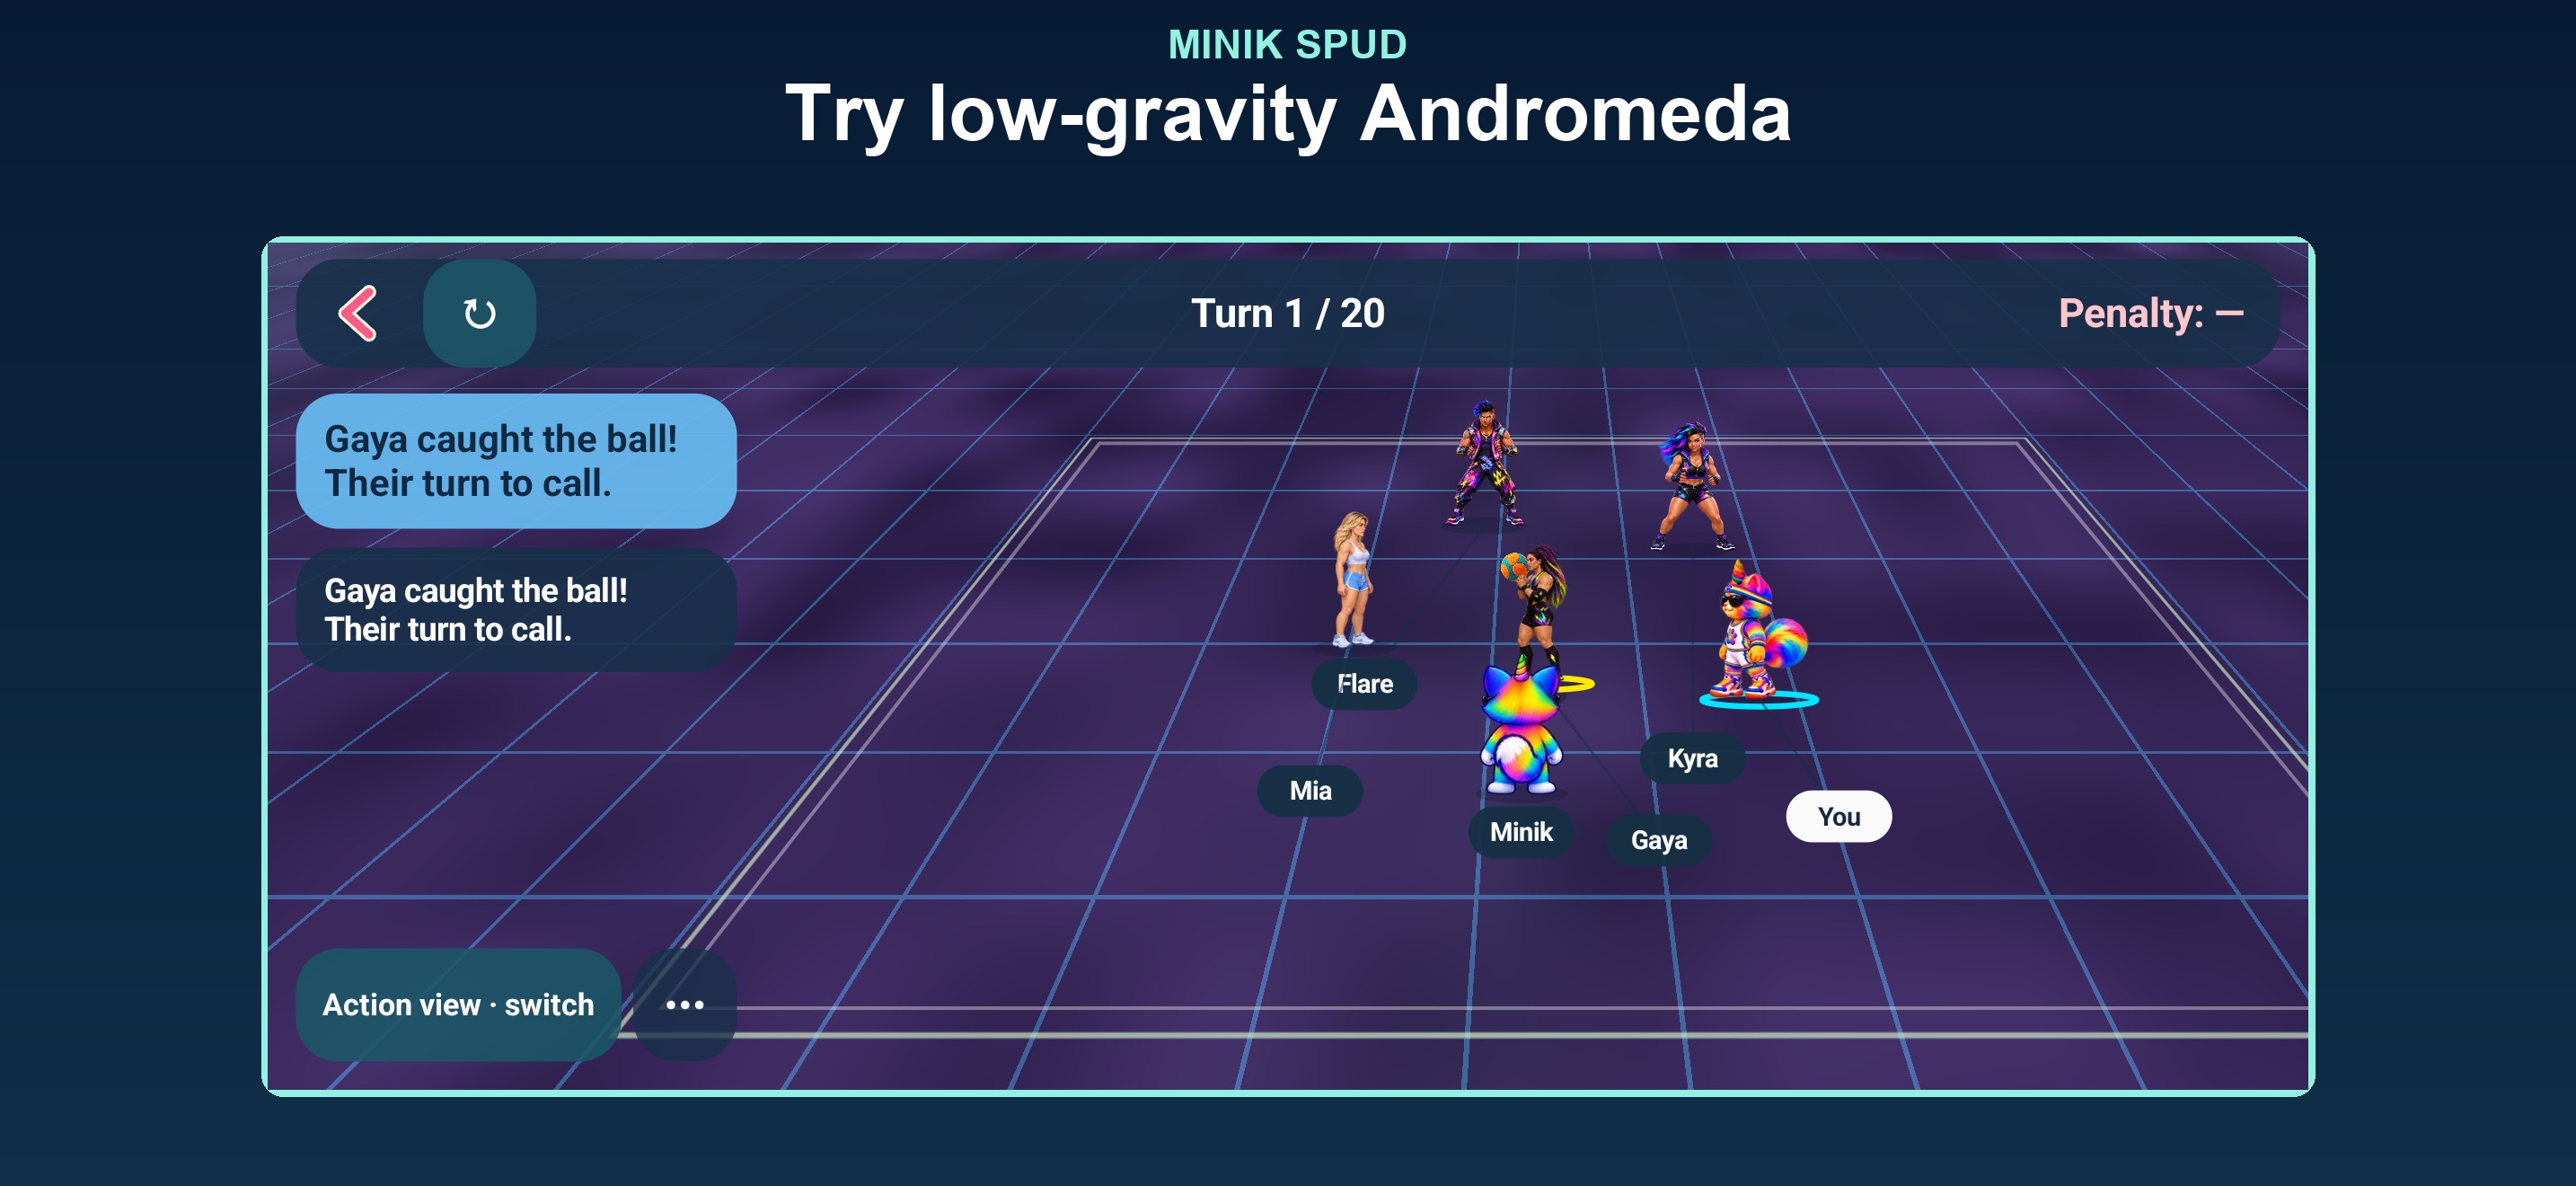 MINIK SPUD
Try low-gravity Andromeda
Turn 1 / 20
Penalty: —
Gaya caught the ball!
Their turn to call.
Gaya caught the ball!
Their turn to call.
Flare
Kyra
Mia
You
Minik
Gaya
Action view · switch